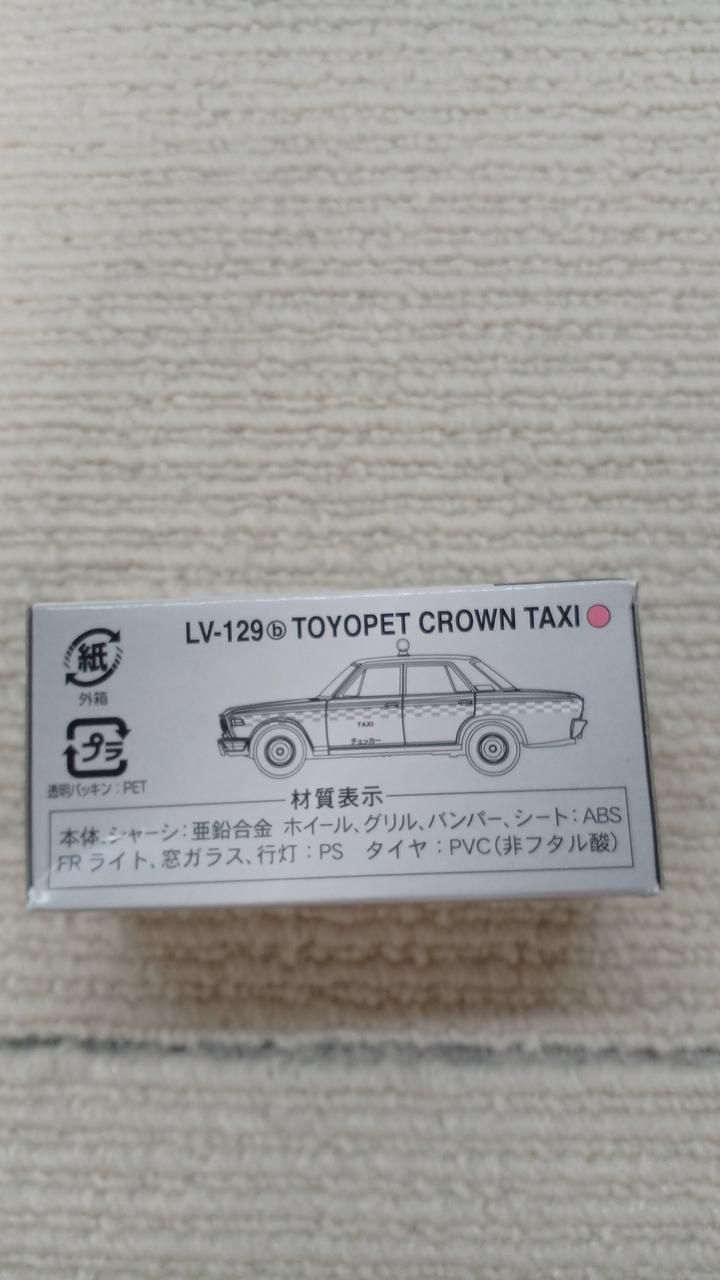 LV-129ⓑ TOYOPET CROWN TAXI
紙
外箱
プラ
透明パッキン：PET
TAXI
チェッカー
材質表示
本体、シャーシ：亜鉛合金 ホイール、グリル、バンパー、シート：ABS
FR ライト、窓ガラス、行灯：PS タイヤ：PVC（非フタル酸）